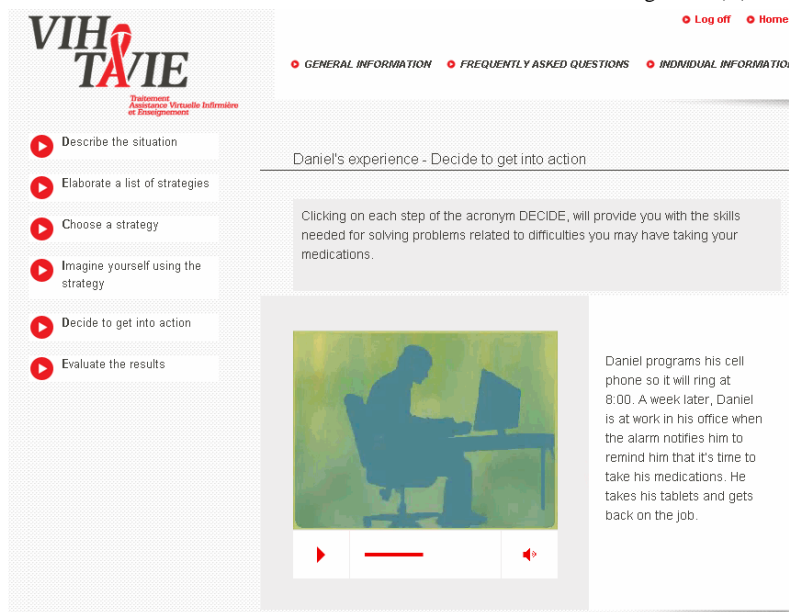 Log off Home
VIH
TAVIE
Traitement
Assistance Virtuelle Infirmière
et Enseignement
GENERAL INFORMATION FREQUENTLY ASKED QUESTIONS INDIVIDUAL
Describe the situation
Elaborate a list of strategies
Choose a strategy
Imagine yourself using the
strategy
Decide to get into action
Evaluate the results
Daniel's experience - Decide to get into action
Clicking on each step of the acronym DECIDE, will provide you with the skills
needed for solving problems related to difficulties you may have taking your
medications.
Daniel programs his cell
phone so it will ring at
8:00. A week later, Daniel
is at work in his office when
the alarm notifies him to
remind him that it's time to
take his medications. He
takes his tablets and gets
back on the job.